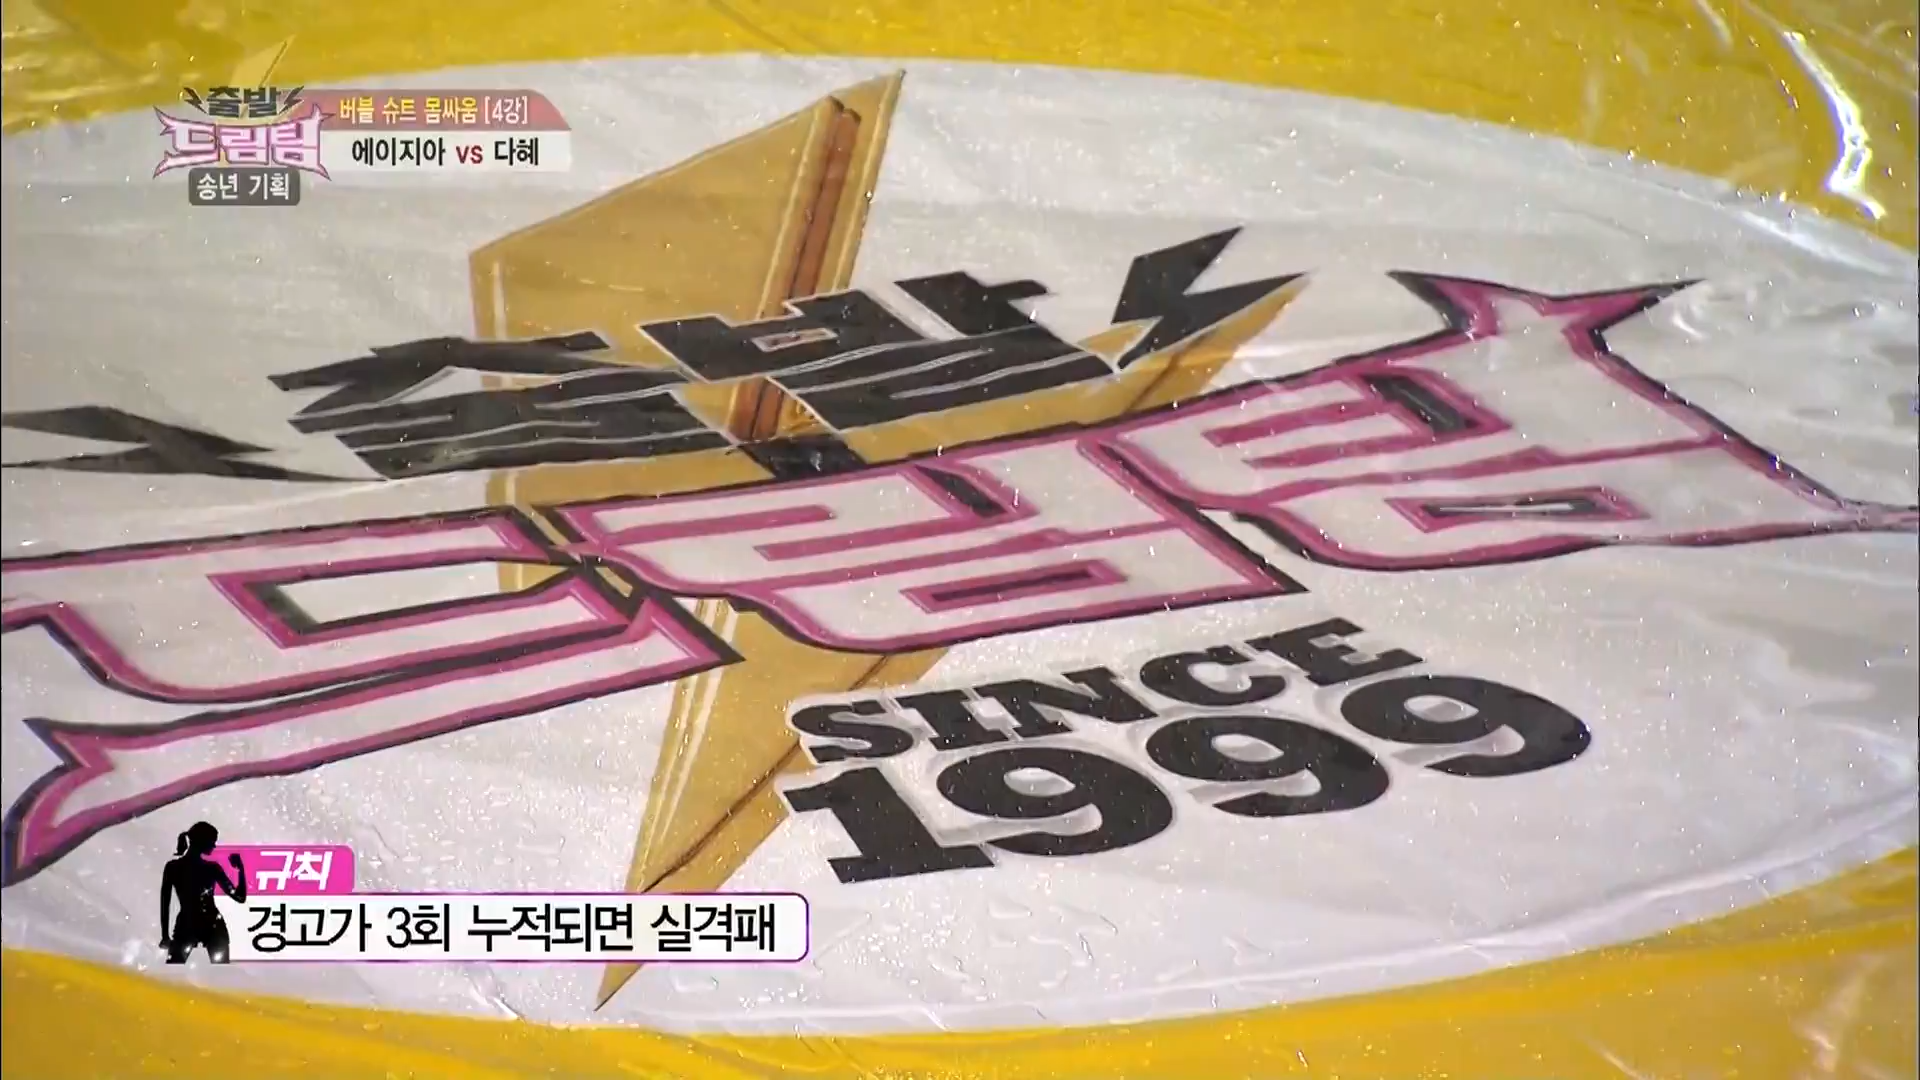 출발
드림팀
송년 기획
버블 슈트 몸싸움 [4강]
에이지아 vs 다혜
출발
드림팀
SINCE
1999
규칙
경고가 3회 누적되면 실격패